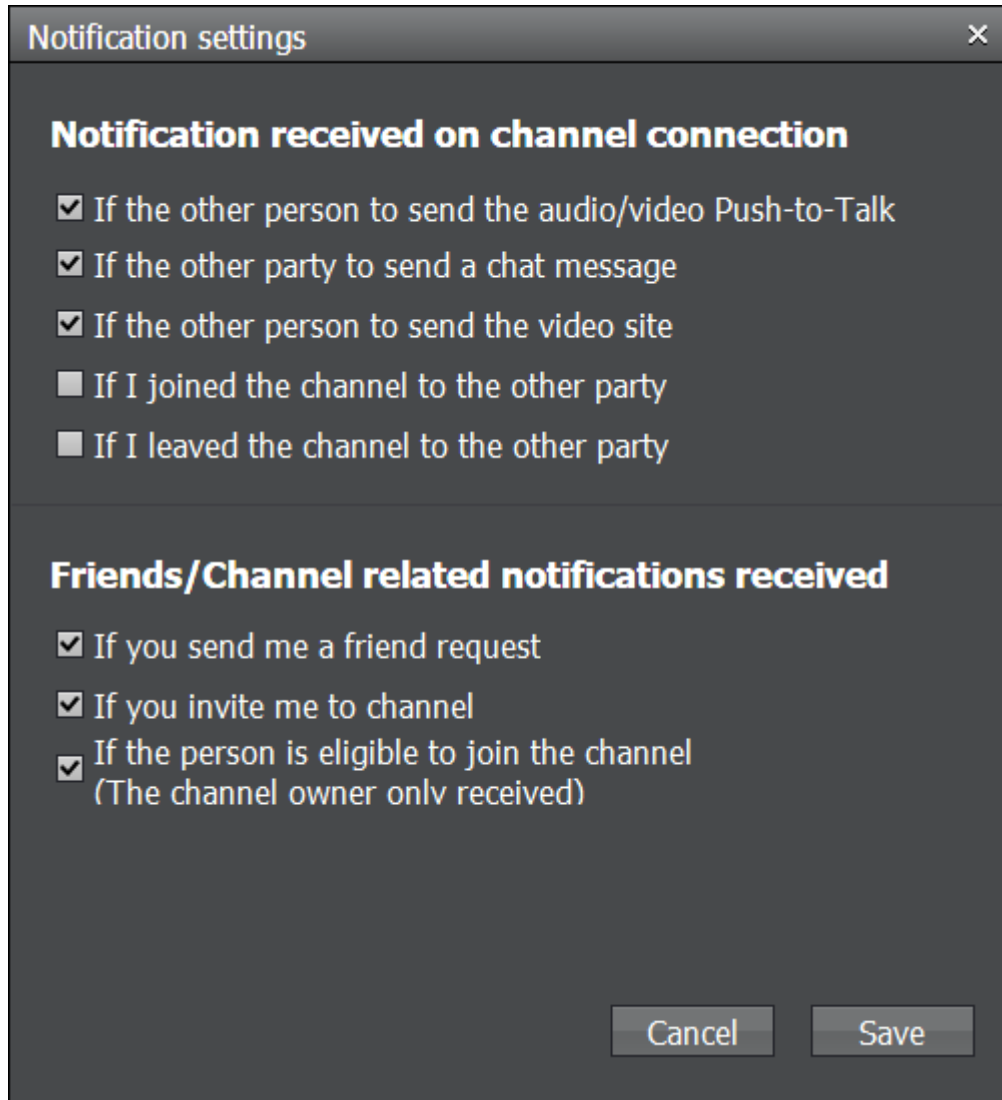 Notification settings
Notification received on channel connection
If the other person to send the audio/video Push-to-Talk
If the other party to send a chat message
If the other person to send the video site
If I joined the channel to the other party
If I leaved the channel to the other party
Friends/Channel related notifications received
If you send me a friend request
If you invite me to channel
If the person is eligible to join the channel
(The channel owner only received)
Cancel Save